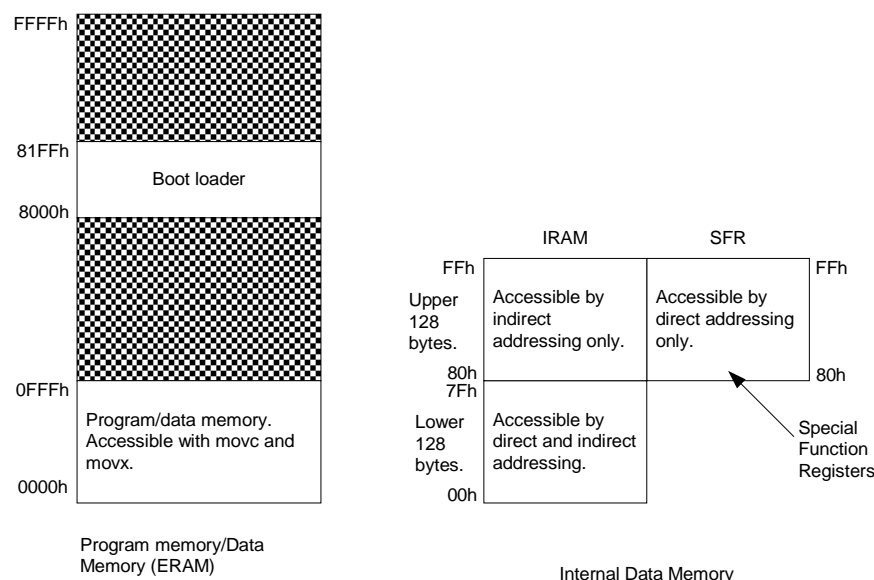 FFFFh
81FFh
Boot loader
8000h
0FFFh
Program/data memory.
Accessible with movc and
movx.
0000h
Program memory/Data
Memory (ERAM)
IRAM
SFR
FFh
FFh
Upper
128
bytes.
Accessible by
indirect
addressing only.
Accessible by
direct addressing
only.
80h
80h
7Fh
Lower
128
bytes.
Accessible by
direct and indirect
addressing.
Special
Function
Registers
00h
Internal Data Memory